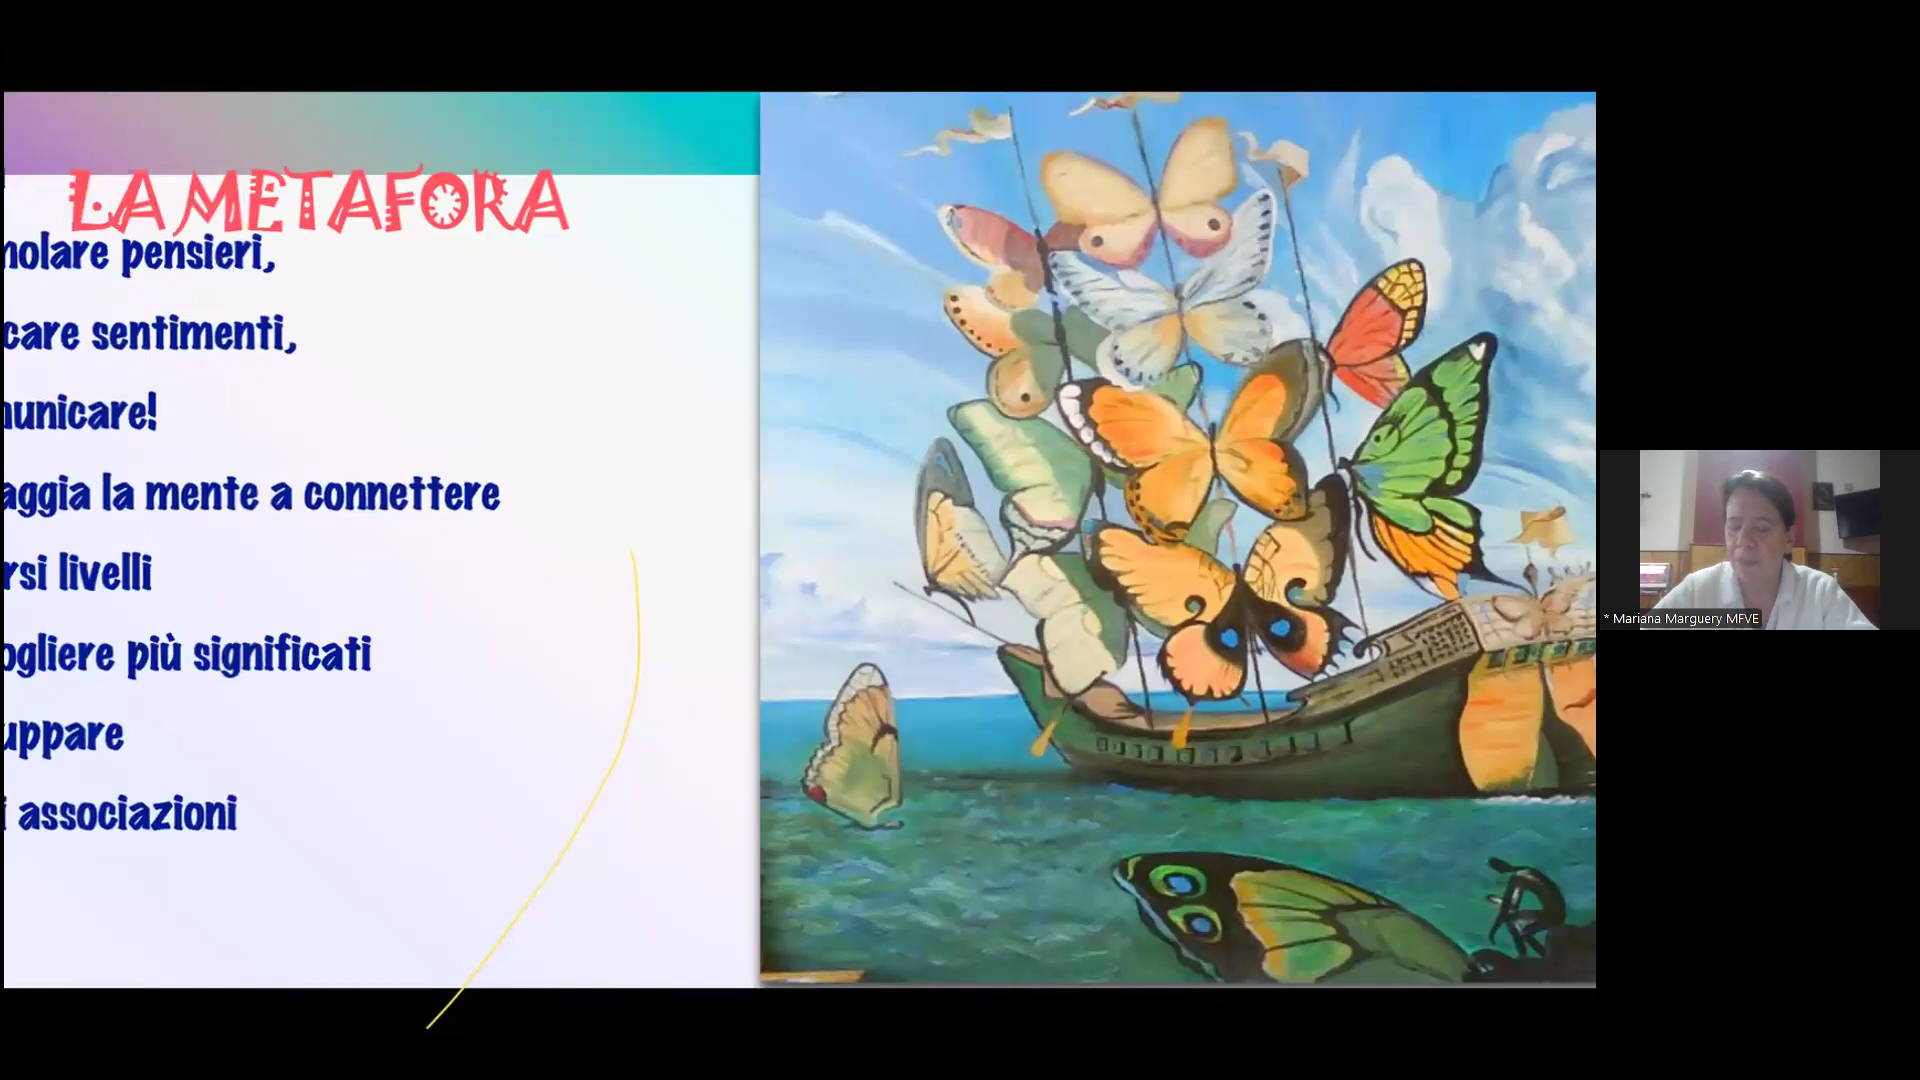 LA METAFORA
molare pensieri,
care sentimenti,
nunicare!
aggia la mente a connettere
rsi livelli
ogliere più significati
uppare
i associazioni
* Mariana Marguery MFVE